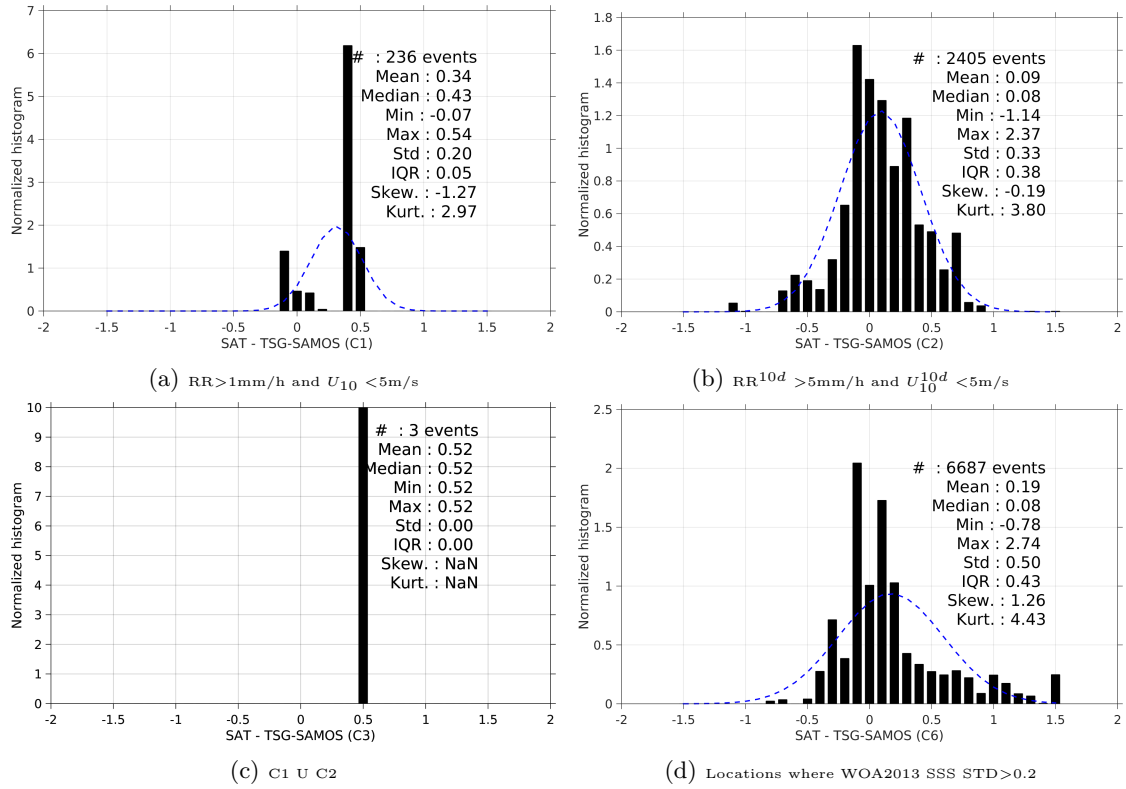 7
6
5
4
3
2
1
0
-2
-1.5
-1
-0.5
0
0.5
1
1.5
2
Normalized histogram
SAT - TSG-SAMOS (C1)
# : 236 events
Mean : 0.34
Median : 0.43
Min : -0.07
Max : 0.54
Std : 0.20
IQR : 0.05
Skew. : -1.27
Kurt. : 2.97
(a) RR>1mm/h and U10 <5m/s
1.8
1.6
1.4
1.2
1
0.8
0.6
0.4
0.2
0
-2
-1.5
-1
-0.5
0
0.5
1
1.5
2
Normalized histogram
SAT - TSG-SAMOS (C2)
# : 2405 events
Mean : 0.09
Median : 0.08
Min : -1.14
Max : 2.37
Std : 0.33
IQR : 0.38
Skew. : -0.19
Kurt. : 3.80
(b) RR10d >5mm/h and U10d10 <5m/s
10
9
8
7
6
5
4
3
2
1
0
-2
-1.5
-1
-0.5
0
0.5
1
1.5
2
Normalized histogram
SAT - TSG-SAMOS (C3)
# : 3 events
Mean : 0.52
Median : 0.52
Min : 0.52
Max : 0.52
Std : 0.00
IQR : 0.00
Skew. : NaN
Kurt. : NaN
(c) C1 U C2
2.5
2
1.5
1
0.5
0
-2
-1.5
-1
-0.5
0
0.5
1
1.5
2
Normalized histogram
SAT - TSG-SAMOS (C6)
# : 6687 events
Mean : 0.19
Median : 0.08
Min : -0.78
Max : 2.74
Std : 0.50
IQR : 0.43
Skew. : 1.26
Kurt. : 4.43
(d) Locations where WOA2013 SSS STD>0.2